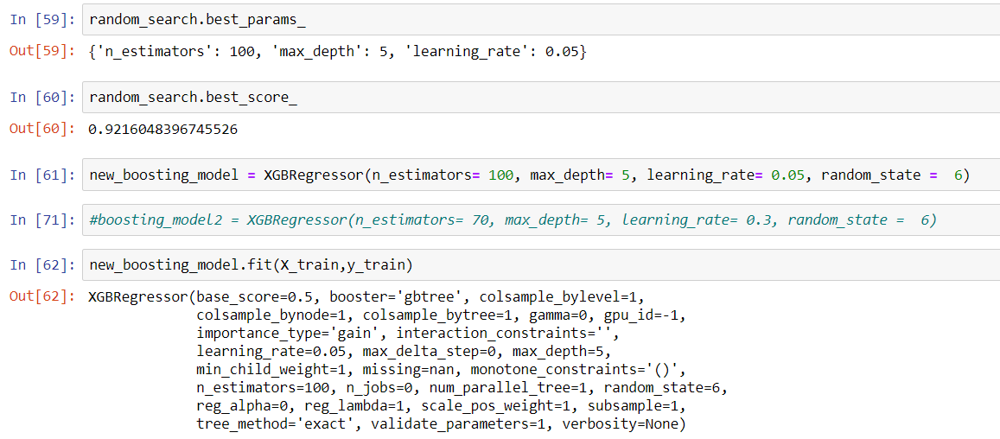 In [59]: random_search.best_params_
Out[59]: {'n_estimators': 100, 'max_depth': 5, 'learning_rate': 0.05}
In [60]: random_search.best_score_
Out[60]: 0.9216048396745526
In [61]: new_boosting_model = XGBRegressor(n_estimators= 100, max_depth= 5, learning_rate= 0.05, random_state =  6)
In [71]: #boosting_model2 = XGBRegressor(n_estimators= 70, max_depth= 5, learning_rate= 0.3, random_state =  6)
In [62]: new_boosting_model.fit(X_train,y_train)
Out[62]: XGBRegressor(base_score=0.5, booster='gbtree', colsample_bylevel=1,
colsample_bynode=1, colsample_bytree=1, gamma=0, gpu_id=-1,
importance_type='gain', interaction_constraints='',
learning_rate=0.05, max_delta_step=0, max_depth=5,
min_child_weight=1, missing=nan, monotone_constraints='()',
n_estimators=100, n_jobs=0, num_parallel_tree=1, random_state=6,
reg_alpha=0, reg_lambda=1, scale_pos_weight=1, subsample=1,
tree_method='exact', validate_parameters=1, verbosity=None)